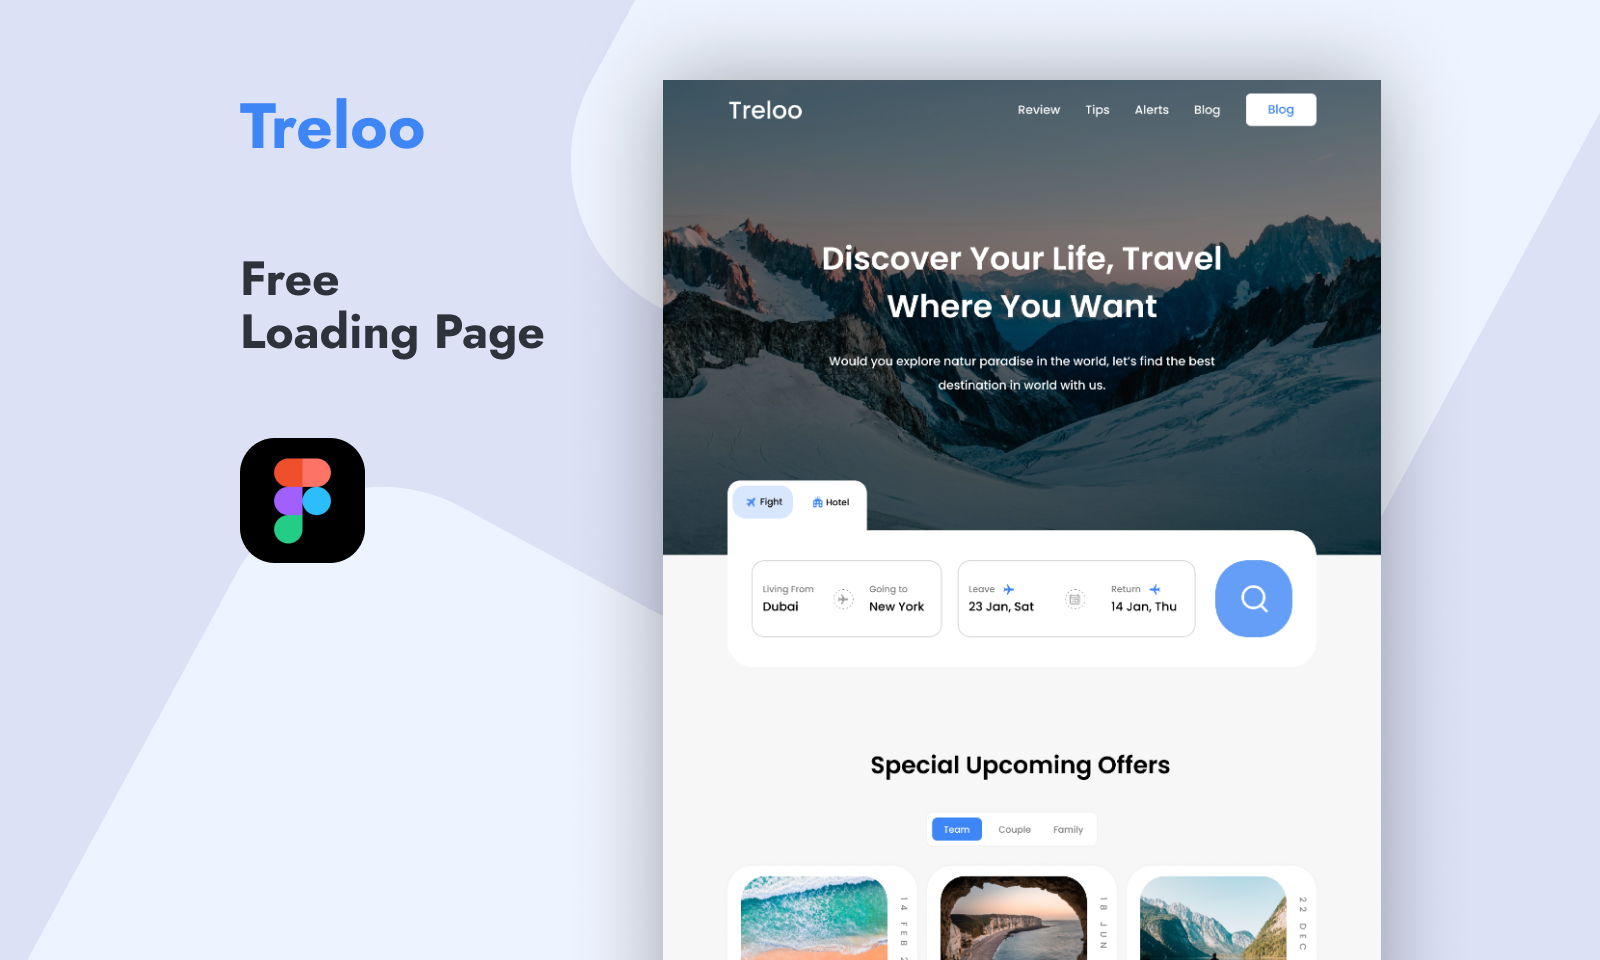 Treloo
Free
Loading Page
Treloo
Review Tips Alerts Blog Blog
Discover Your Life, Travel
Where You Want
Would you explore natur paradise in the world, let's find the best
destination in world with us.
Fight Hotel
Living From Going to
Dubai New York
Leave Return
23 Jan, Sat 14 Jan, Thu
Special Upcoming Offers
Team Couple Family
14 FEB
18 JUN
22 DEC